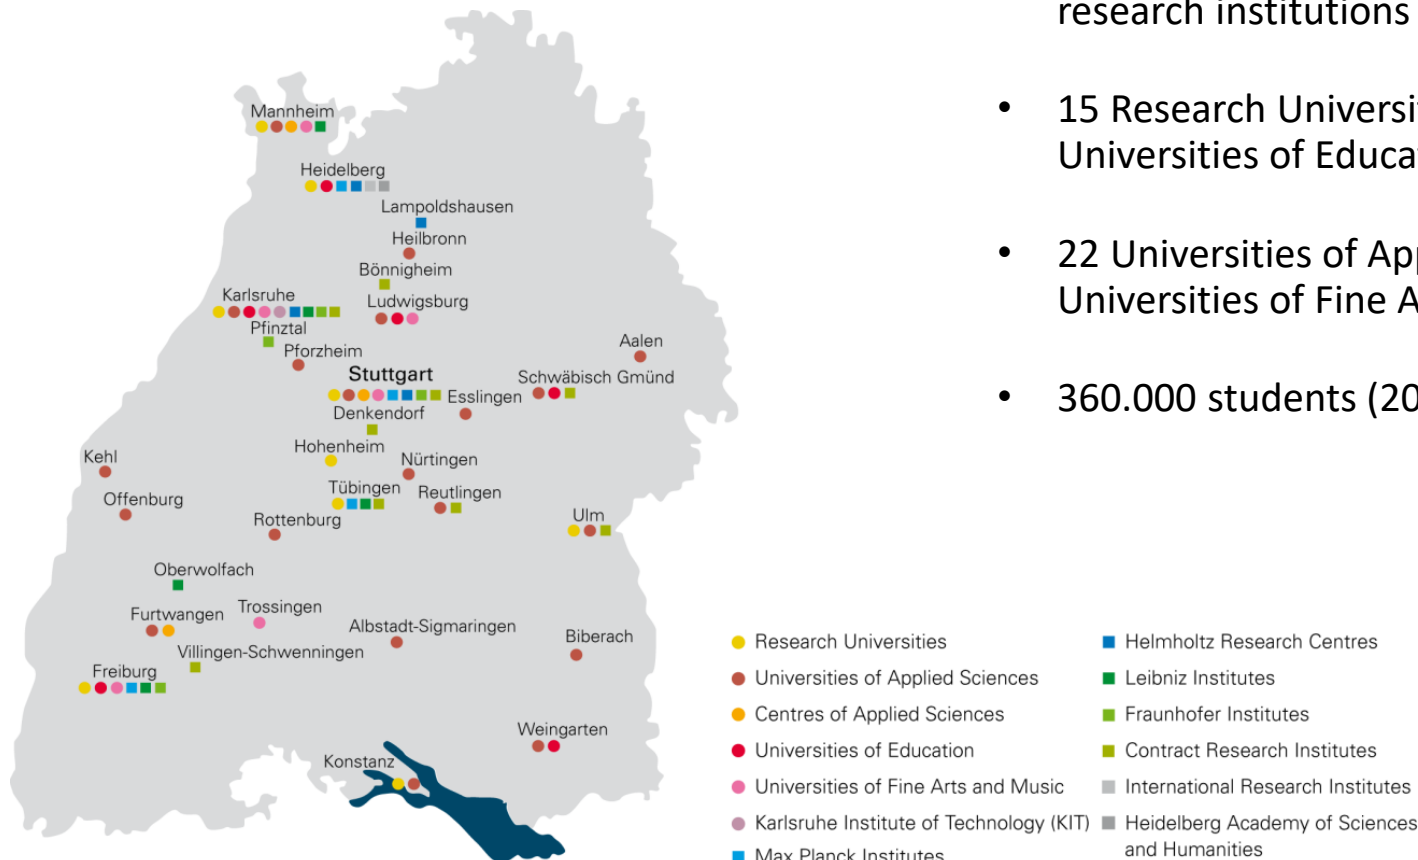 research institutions
• 15 Research Universit
Universities of Educat
• 22 Universities of App
Universities of Fine A
• 360.000 students (20
Mannheim
Heidelberg
Lampoldshausen
Heilbronn
Bönnigheim
Karlsruhe
Ludwigsburg
Pfinztal
Pforzheim
Aalen
Stuttgart
Schwäbisch Gmünd
Esslingen
Denkendorf
Hohenheim
Kehl
Nürtingen
Tübingen
Reutlingen
Offenburg
Rottenburg
Ulm
Oberwolfach
Furtwangen
Trossingen
Albstadt-Sigmaringen
Biberach
Villingen-Schwenningen
Freiburg
Weingarten
Konstanz
Research Universities
Universities of Applied Sciences
Centres of Applied Sciences
Universities of Education
Universities of Fine Arts and Music
Karlsruhe Institute of Technology (KIT)
Max Planck Institutes
Helmholtz Research Centres
Leibniz Institutes
Fraunhofer Institutes
Contract Research Institutes
International Research Institutes
Heidelberg Academy of Sciences
and Humanities